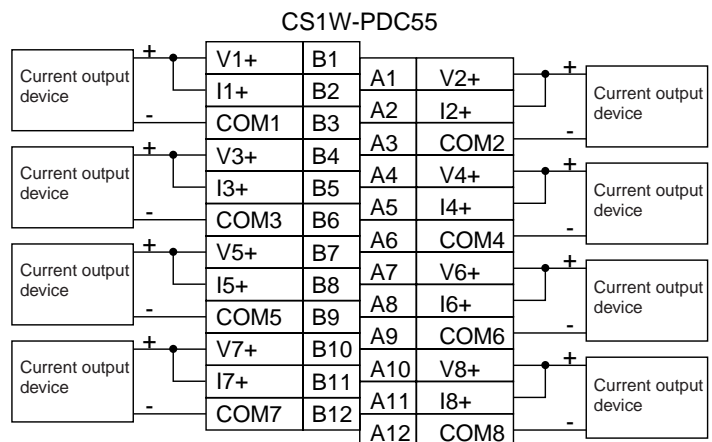 CS1W-PDC55
+
Current output
device
-
V1+ B1
I1+ B2
COM1 B3
+
Current output
device
-
V3+ B4
I3+ B5
COM3 B6
+
Current output
device
-
V5+ B7
I5+ B8
COM5 B9
+
Current output
device
-
V7+ B10
I7+ B11
COM7 B12
A1 V2+
A2 I2+
A3 COM2
+
Current output
device
-
A4 V4+
A5 I4+
A6 COM4
+
Current output
device
-
A7 V6+
A8 I6+
A9 COM6
+
Current output
device
-
A10 V8+
A11 I8+
A12 COM8
+
Current output
device
-